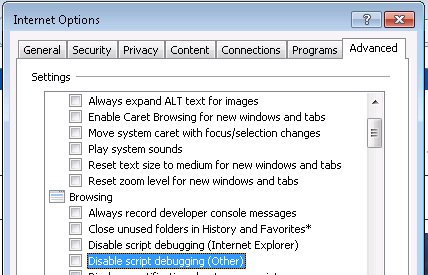 Internet Options
General Security Privacy Content Connections Programs Advanced
Settings
Always expand ALT text for images
Enable Caret Browsing for new windows and tabs
Move system caret with focus/selection changes
Play system sounds
Reset text size to medium for new windows and tabs
Reset zoom level for new windows and tabs
Browsing
Always record developer console messages
Close unused folders in History and Favorites*
Disable script debugging (Internet Explorer)
Disable script debugging (Other)